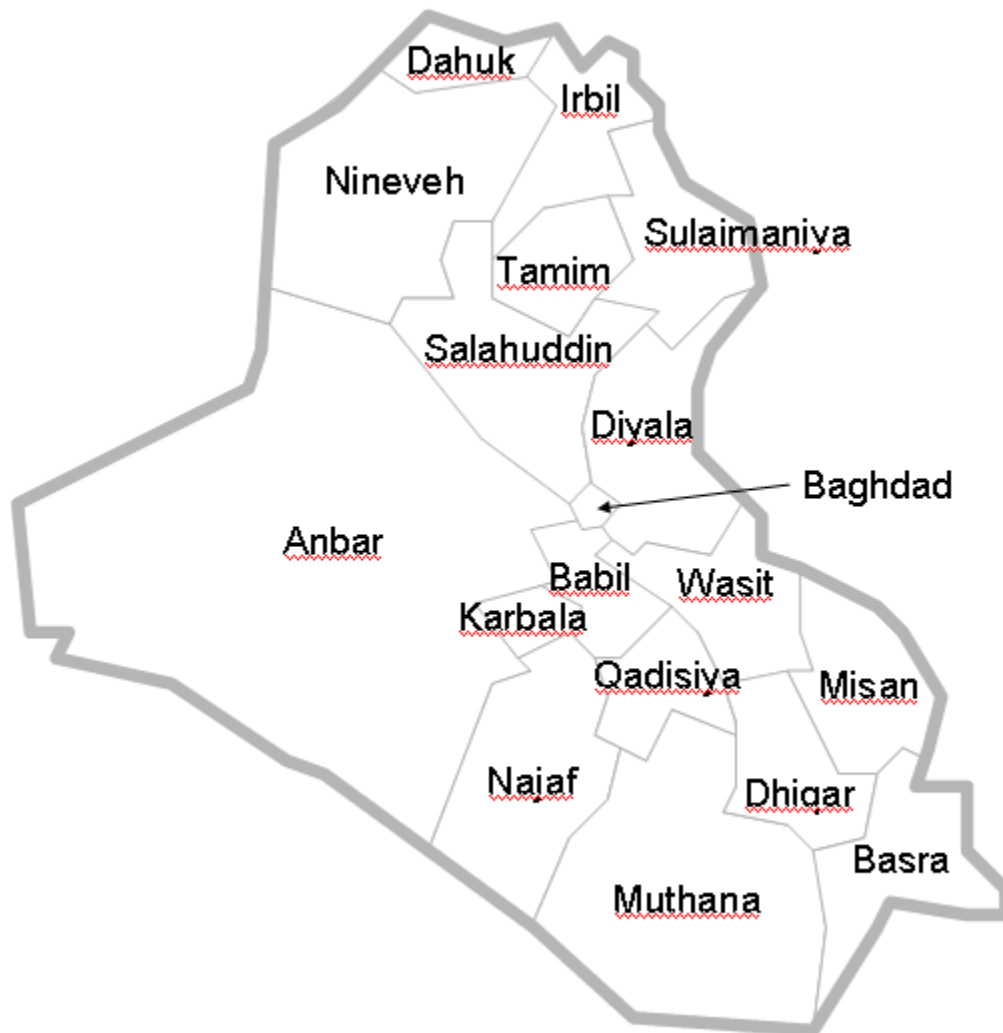 Dahuk
Irbil
Nineveh
Sulaimaniya
Tamim
Salahuddin
Diyala
Baghdad
Anbar
Babil
Wasit
Karbala
Qadisiya
Misan
Najaf
Dhiqar
Basra
Muthana